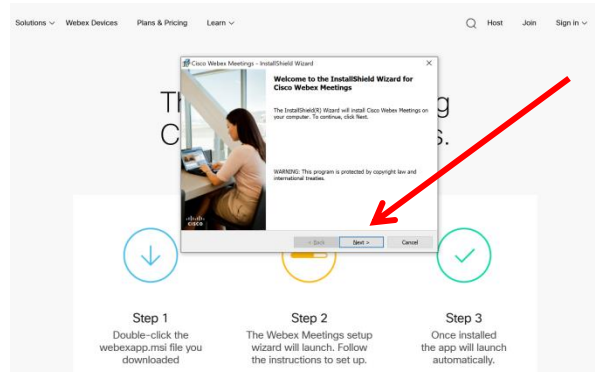 Solutions Webex Devices Plans & Pricing Learn Host Join Sign in
Cisco Webex Meetings - InstallShield Wizard
Welcome to the InstallShield Wizard for
Cisco Webex Meetings
The InstallShield(R) Wizard will install Cisco Webex Meetings on
your computer. To continue, click Next.
WARNING: This program is protected by copyright law and
international treaties.
CISCO
< Back Next > Cancel
Step 1
Double-click the
webexapp.msi file you
downloaded
Step 2
The Webex Meetings setup
wizard will launch. Follow
the instructions to set up.
Step 3
Once installed
the app will launch
automatically.